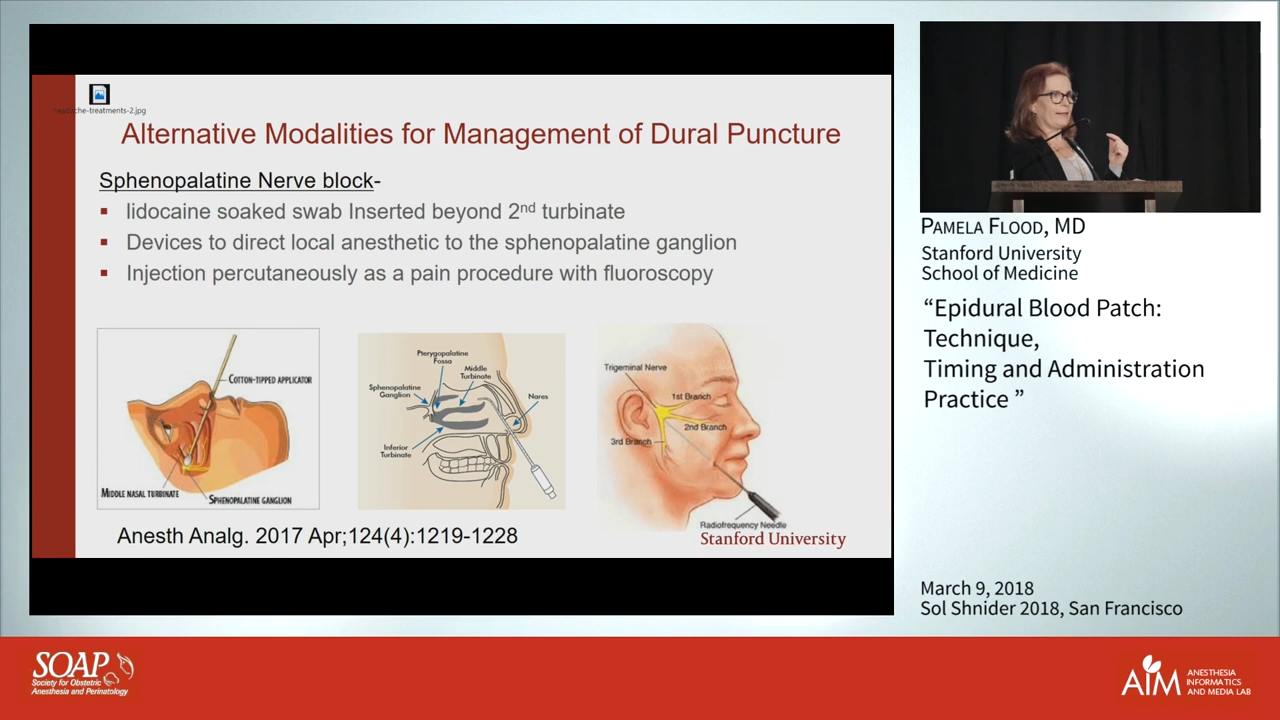 headache-treatments-2.jpg
Alternative Modalities for Management of Dural Puncture
Sphenopalatine Nerve block-
lidocaine soaked swab Inserted beyond 2nd turbinate
Devices to direct local anesthetic to the sphenopalatine ganglion
Injection percutaneously as a pain procedure with fluoroscopy
COTTON-TIPPED APPLICATOR
MIDDLE NASAL TURBINATE
SPHENOPALATINE GANGLION
Pterygopalatine
Fossa
Middle
Turbinate
Sphenopalatine
Ganglion
Nares
Inferior
Turbinate
Trigeminal Nerve
1st Branch
2nd Branch
3rd Branch
Radiofrequency Needle
Anesth Analg. 2017 Apr;124(4):1219-1228
Stanford University
PAMELA FLOOD, MD
Stanford University
School of Medicine
“Epidural Blood Patch:
Technique,
Timing and Administration
Practice ”
March 9, 2018
Sol Shnider 2018, San Francisco
SOAP
Society for Obstetric
Anesthesia and Perinatology
AIM
ANESTHESIA
INFORMATICS
AND MEDIA LAB